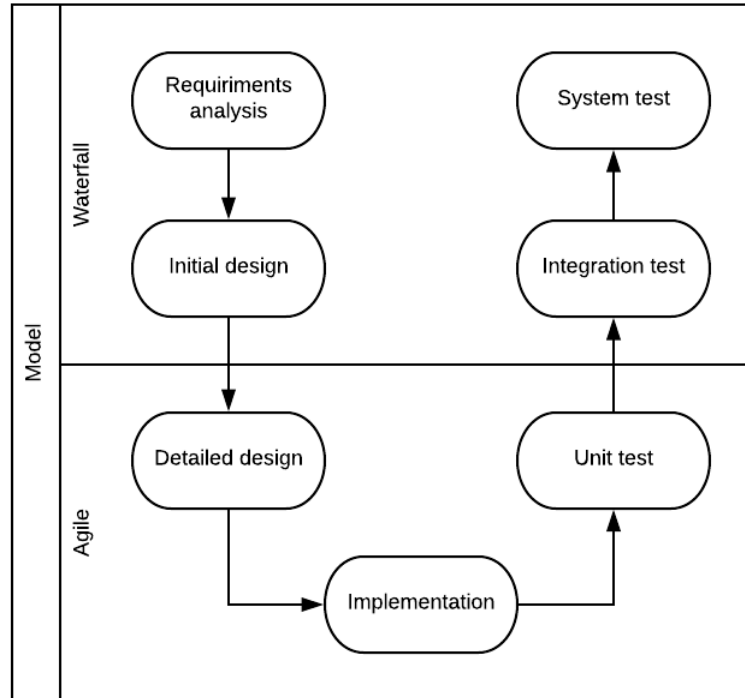 Model
Waterfall
Requiriments
analysis
System test
Initial design
Integration test
Agile
Detailed design
Unit test
Implementation